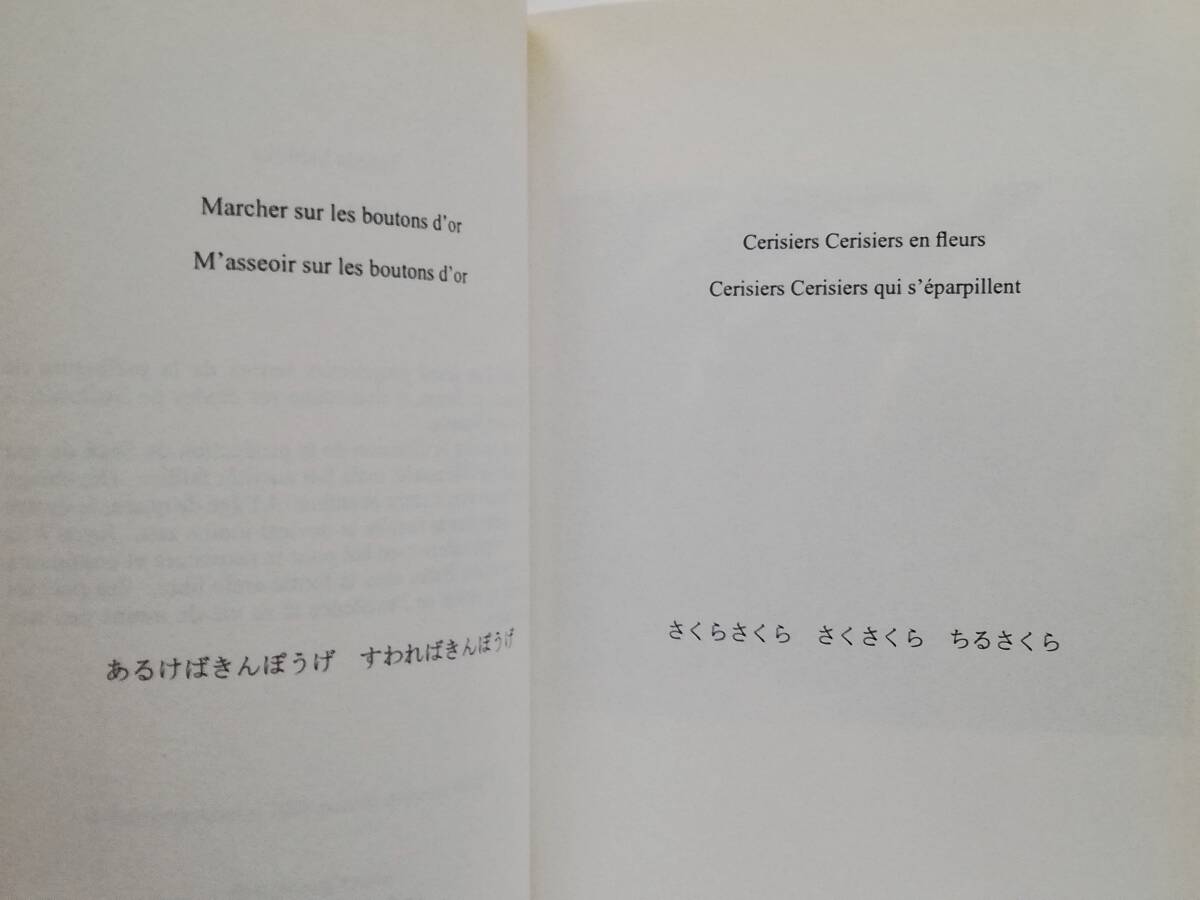 Marcher sur les boutons d'or
M'asseoir sur les boutons d'or
あるけばきんぽうげ　すわればきんぽうげ
Cerisiers Cerisiers en fleurs
Cerisiers Cerisiers qui s'éparpillent
さくらさくら　さくさくら　ちるさくら